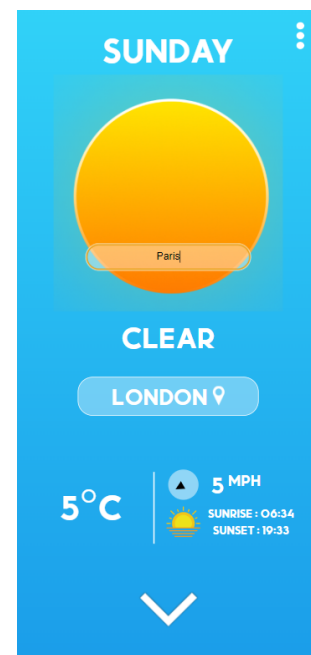 SUNDAY
Paris
CLEAR
LONDON
5°C
5 MPH
SUNRISE : 06:34
SUNSET : 19:33